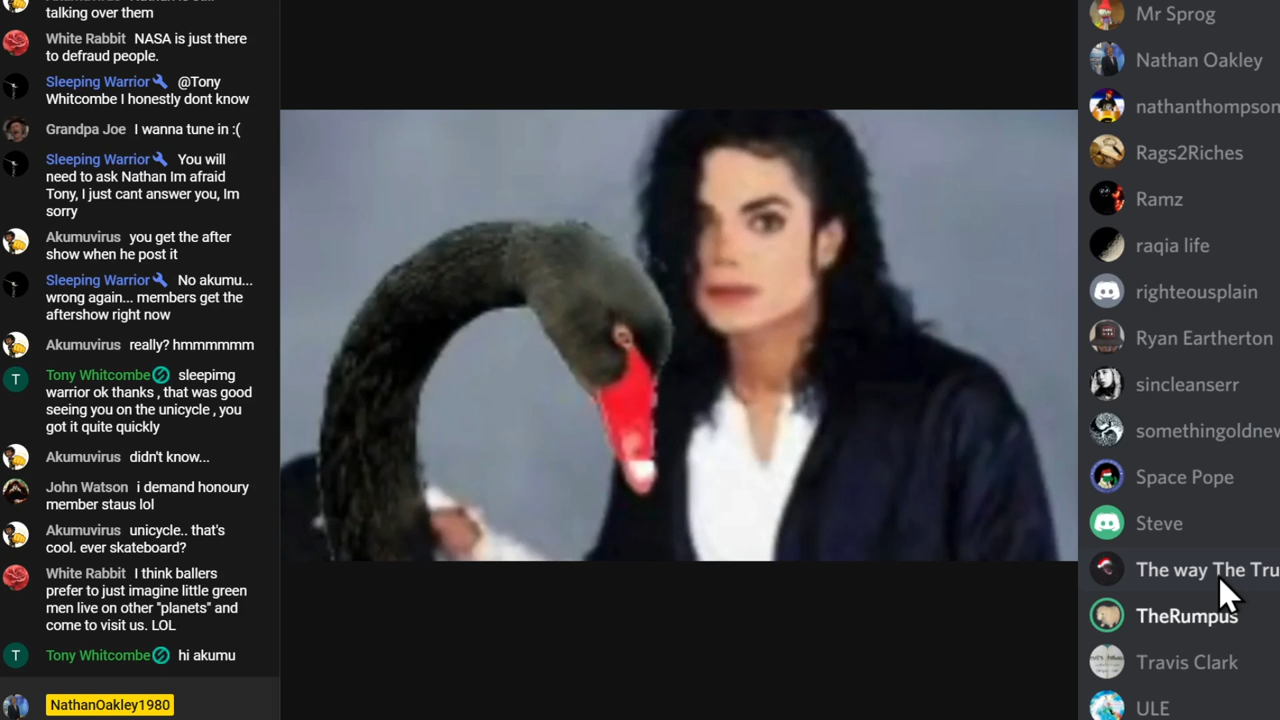 talking over them
White Rabbit NASA is just there
to defraud people.
Sleeping Warrior @Tony
Whitcombe I honestly dont know
Grandpa Joe I wanna tune in :(
Sleeping Warrior You will
need to ask Nathan Im afraid
Tony, I just cant answer you, Im
sorry
Akumuvirus you get the after
show when he post it
Sleeping Warrior No akumu...
wrong again... members get the
aftershow right now
Akumuvirus really? hmmmmmm
T
Tony Whitcombe sleepimg
warrior ok thanks , that was good
seeing you on the unicycle , you
got it quite quickly
Akumuvirus didn't know...
John Watson i demand honoury
member staus lol
Akumuvirus unicycle.. that's
cool. ever skateboard?
White Rabbit I think ballers
prefer to just imagine little green
men live on other "planets" and
come to visit us. LOL
T
Tony Whitcombe hi akumu
NathanOakley1980
Mr Sprog
Nathan Oakley
nathanthompson
Rags2Riches
Ramz
raqia life
righteousplain
Ryan Eartherton
sincleanserr
somethingoldnew
Space Pope
Steve
The way The Tru
TheRumpus
Travis Clark
ULE